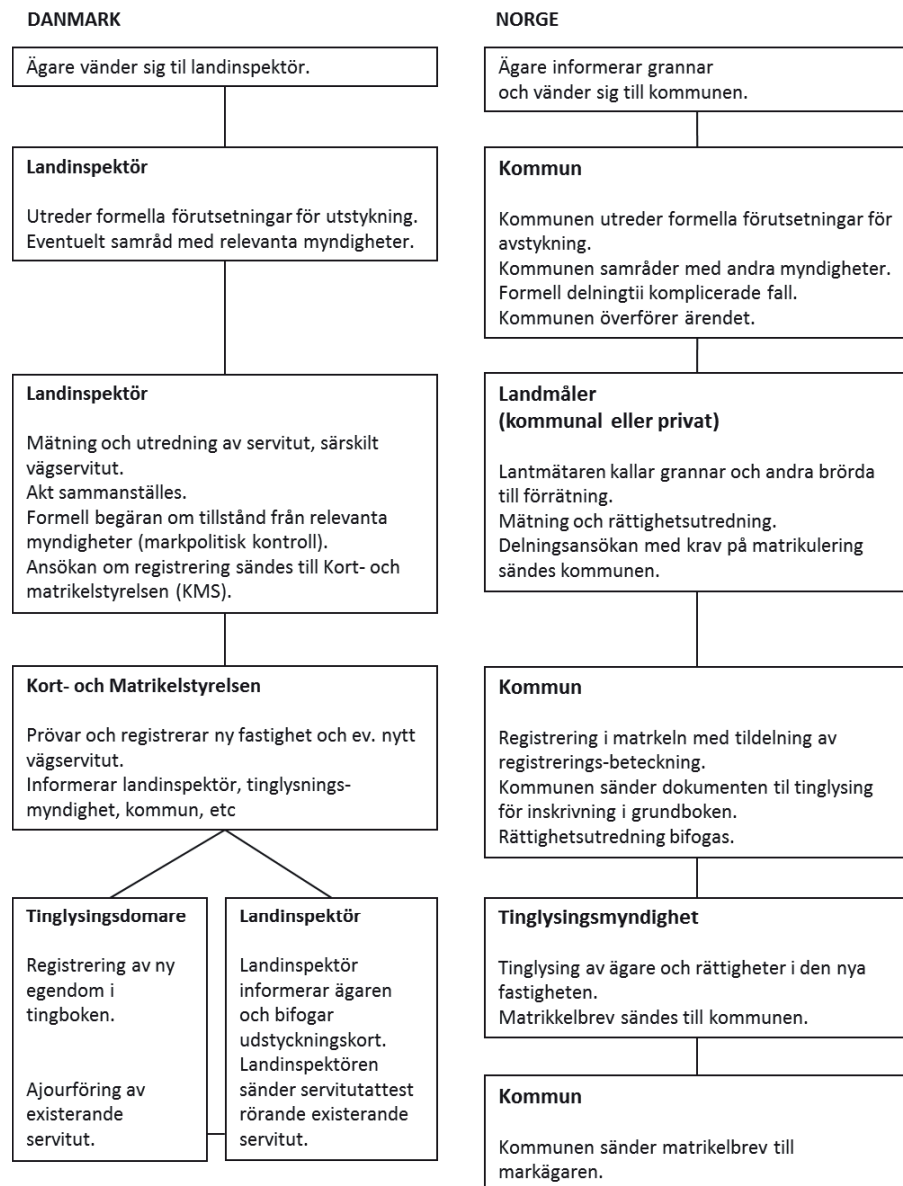 DANMARK
Ägare vänder sig til landinspektör.
Landinspektör
Utreder formella förutsetningar för utstykning.
Eventuelt samråd med relevanta myndigheter.
Landinspektör
Mätning och utredning av servitut, särskilt
vägservitut.
Akt sammanställes.
Formell begäran om tillstånd från relevanta
myndigheter (markpolitisk kontroll).
Ansökan om registrering sändes till Kort- och
matrikelstyrelsen (KMS).
Kort- och Matrikelstyrelsen
Prövar och registrerar ny fastighet och ev. nytt
vägservitut.
Informerar landinspektör, tinglysnings-
myndighet, kommun, etc
Tinglysingsdomare
Registrering av ny
egendom i
tingboken.
Ajourföring av
existerande
servitut.
Landinspektör
Landinspektör
informerar ägaren
och bifogar
udstyckningskort.
Landinspektören
sänder servitutattest
rörande existerande
servitut.
NORGE
Ägare informerar grannar
och vänder sig till kommunen.
Kommun
Kommunen utreder formella förutsetningar för
avstykning.
Kommunen samråder med andra myndigheter.
Formell delningtii komplicerade fall.
Kommunen överförer ärendet.
Landmåler
(kommunal eller privat)
Lantmätaren kallar grannar och andra brörda
till förrätning.
Mätning och rättighetsutredning.
Delningsansökan med krav på matrikulering
sändes kommunen.
Kommun
Registrering i matrkeln med tildelning av
registrerings-beteckning.
Kommunen sänder dokumenten til tinglysing
för inskrivning i grundboken.
Rättighetsutredning bifogas.
Tinglysingsmyndighet
Tinglysing av ägare och rättigheter i den nya
fastigheten.
Matrikkelbrev sändes till kommunen.
Kommun
Kommunen sänder matrikelbrev till
markägaren.